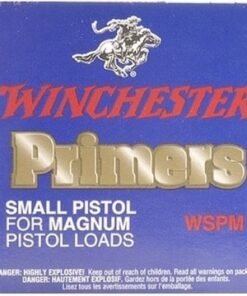 WINCHESTER
Primers
SMALL PISTOL
FOR MAGNUM
PISTOL LOADS
WSPM
DANGER: HIGHLY EXPLOSIVE! Keep out of reach of children. Read all warnings on pack
DANGER: HAUTEMENT EXPLOSIF. Gardez hors de la portée des enfants.
Lisez tous les avertissements sur l'emballage.